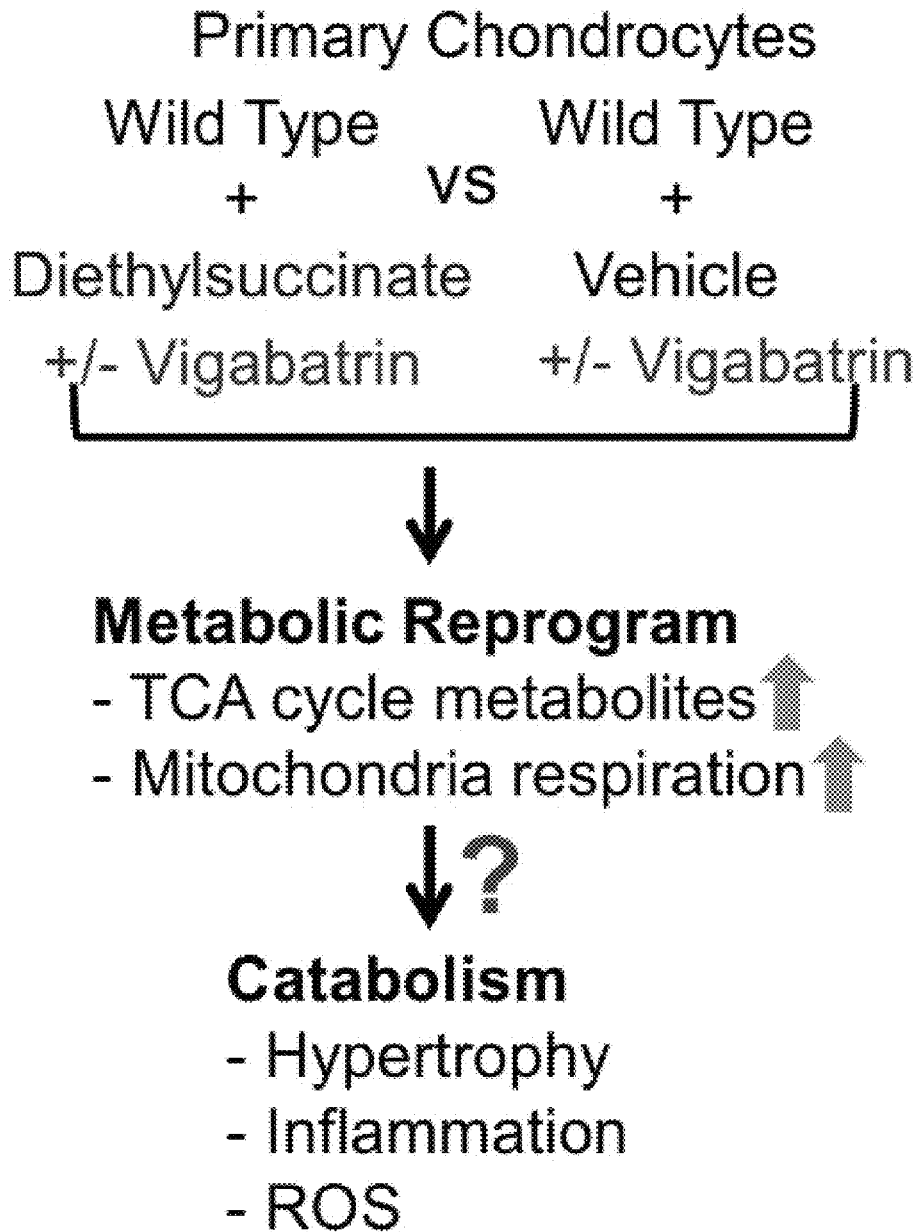 Primary Chondrocytes
Wild Type vs Wild Type
+ +
Diethylsuccinate Vehicle
+/- Vigabatrin +/- Vigabatrin
Metabolic Reprogram
- TCA cycle metabolites
- Mitochondria respiration
?
Catabolism
- Hypertrophy
- Inflammation
- ROS